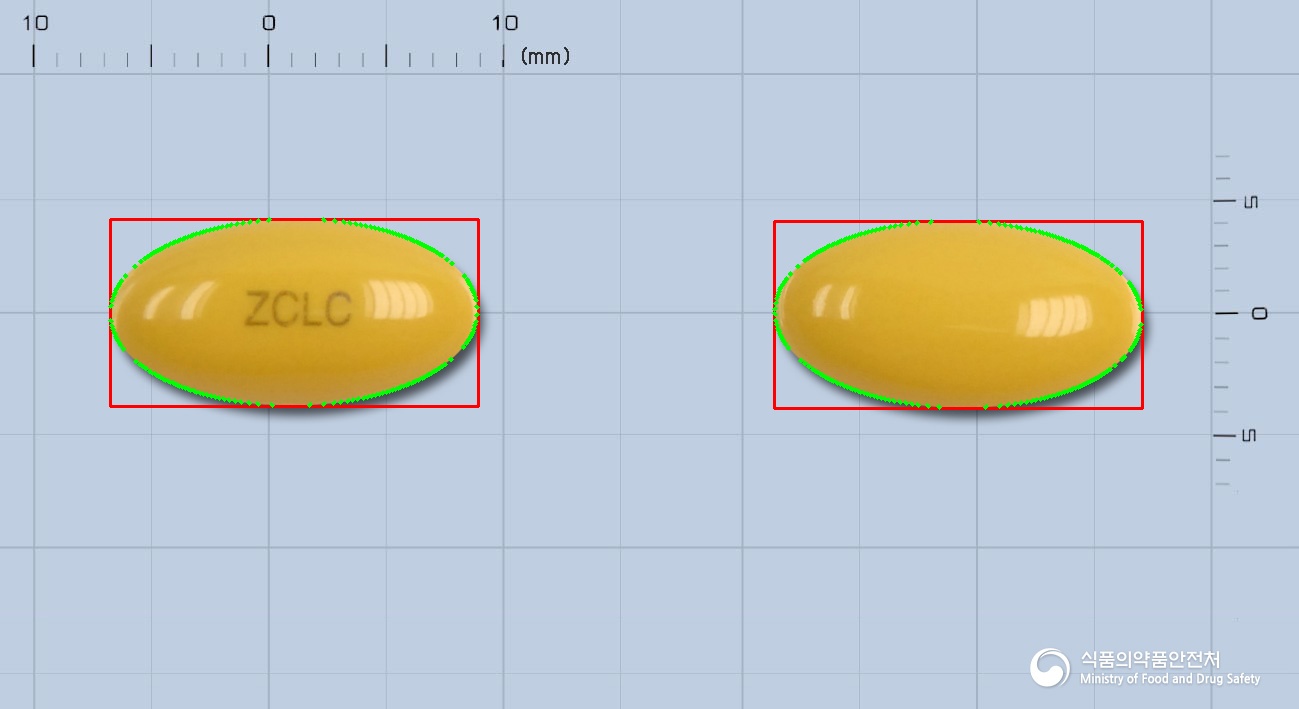 10 0 10
(mm)
ZCLC
5
0
5
식품의약품안전처
Ministry of Food and Drug Safety